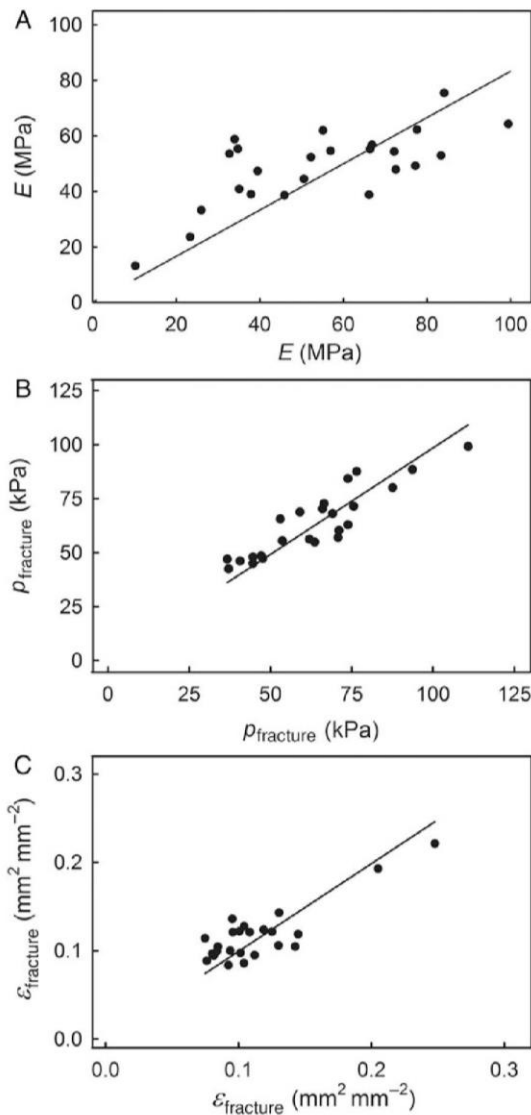 A
100
80
60
40
20
0
E (MPa)
0 20 40 60 80 100
E (MPa)
B
125
100
75
50
25
0
p_fracture (kPa)
0 25 50 75 100 125
p_fracture (kPa)
C
0.3
0.2
0.1
0.0
ε_fracture (mm² mm⁻²)
0.0 0.1 0.2 0.3
ε_fracture (mm² mm⁻²)